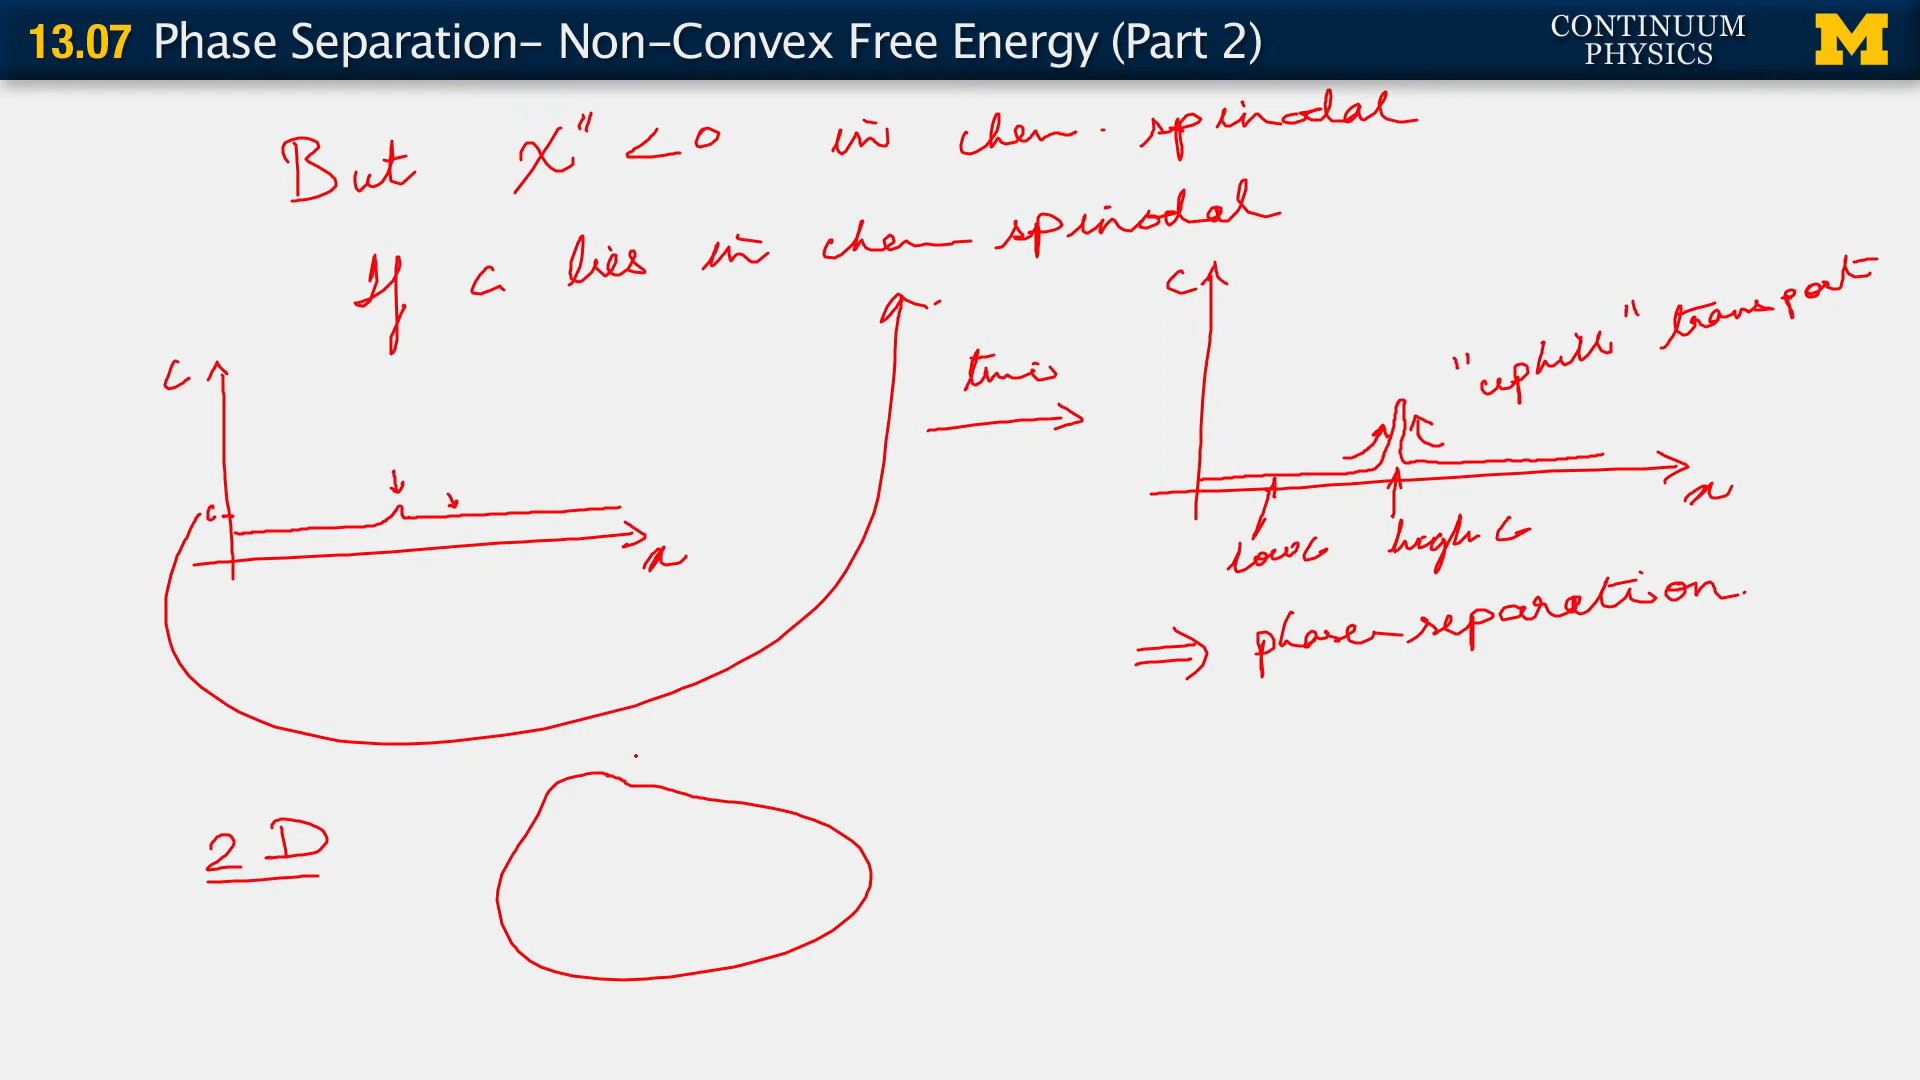 13.07 Phase Separation– Non–Convex Free Energy (Part 2)
CONTINUUM
PHYSICS
M
But χ'' < 0 in chem. spinodal
If c lies in chem spinodal
c
c
x
time
c
"uphill" transport
x
low c high c
⇒ phase-separation.
2D